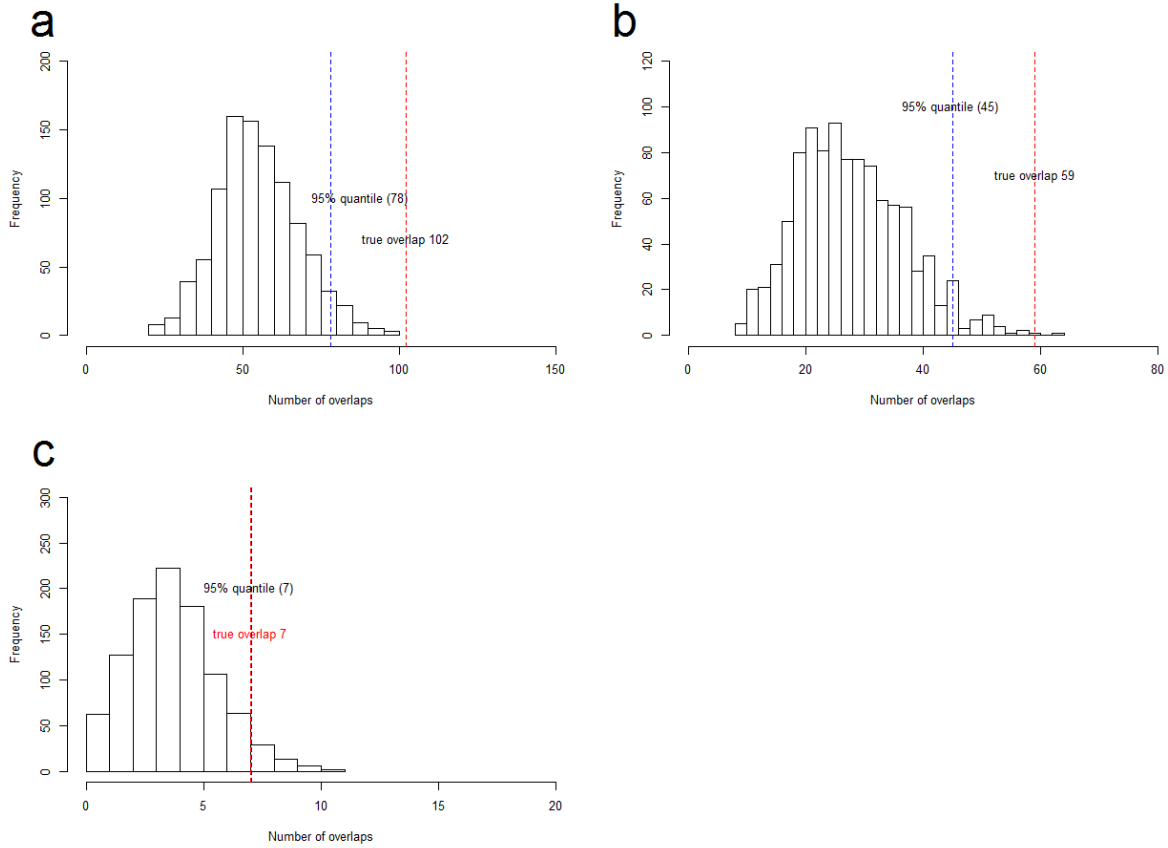 a
200
150
100
50
0
Frequency
95% quantile (78)
true overlap 102
0 50 100 150
Number of overlaps
b
120
100
80
60
40
20
0
Frequency
95% quantile (45)
true overlap 59
0 20 40 60 80
Number of overlaps
c
300
250
200
150
100
50
0
Frequency
95% quantile (7)
true overlap 7
0 5 10 15 20
Number of overlaps